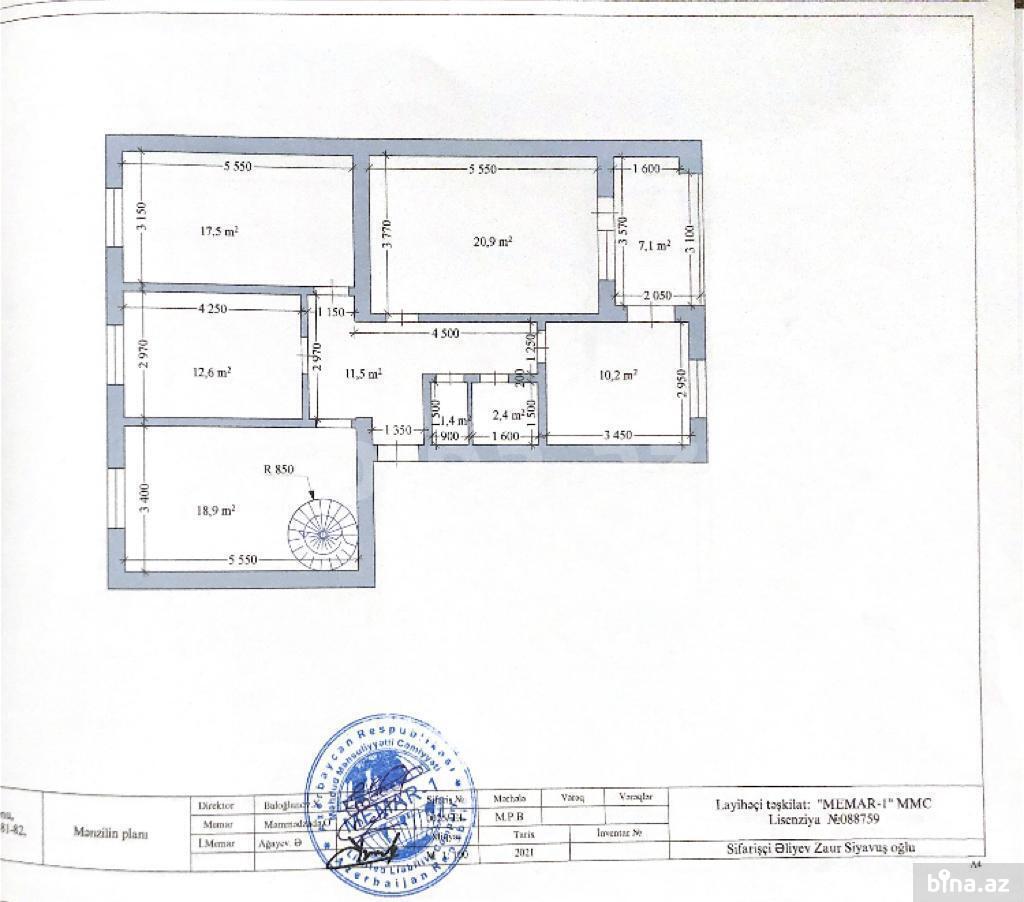 5 550
5 550
1 600
3 150
17,5 m²
3 770
20,9 m²
3 570
7,1 m²
3 100
2 050
4 250
1 150
4 500
2 970
12,6 m²
2 970
11,5 m²
1 250
200
10,2 m²
2 950
1 500
1,4 m²
2,4 m²
1 500
1 350
900
1 600
3 450
R 850
3 400
18,9 m²
5 550
81-82,
Mənzilin planı
Direktor
Memar
İ.Memar
Ağayev. Ə
Azərbaycan Respublikası
Məhdud Məsuliyyətli Cəmiyyəti
MEMAR-1
Limited Liability Company
Azerbaijan Republic
Sifariş №
Mərhələ
Vərəq
Vərəqlər
M.P.B
Tarix
İnventar №
2021
Layihəçi təşkilat: "MEMAR-1" MMC
Lisenziya №088759
Sifarişçi Əliyev Zaur Siyavuş oğlu
A4
bina.az